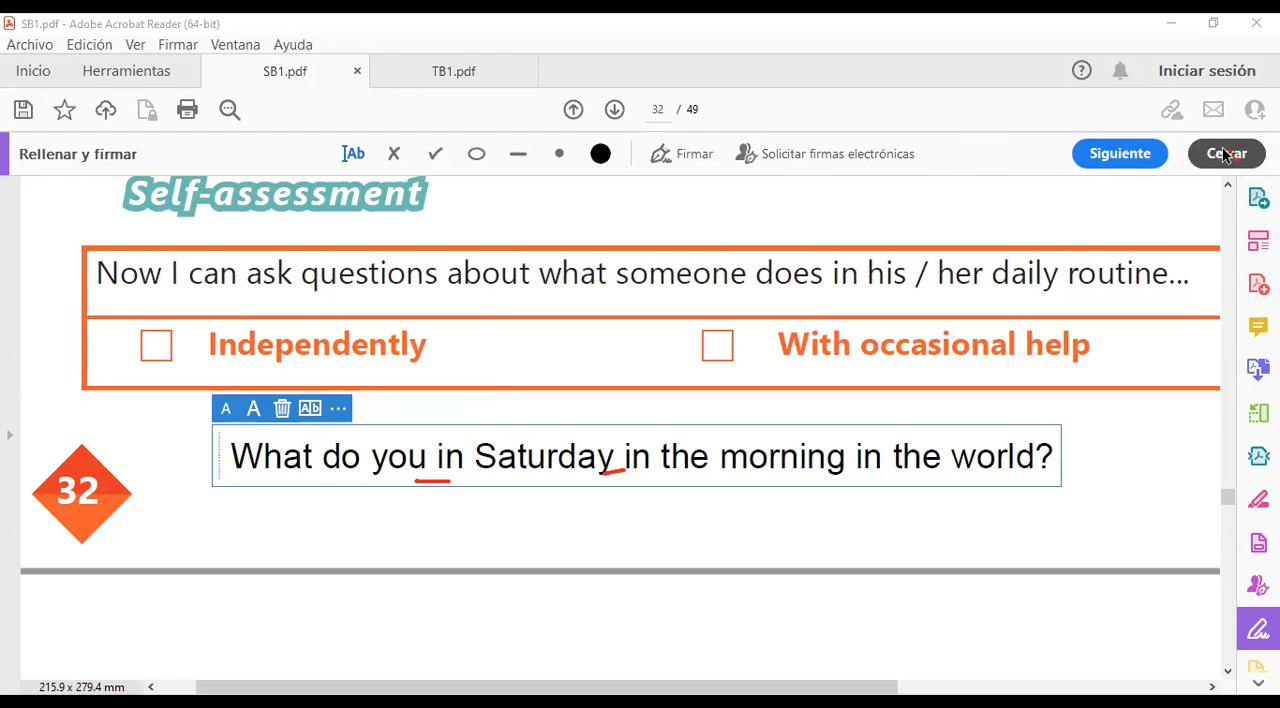 SB1.pdf - Adobe Acrobat Reader (64-bit)
Archivo Edición Ver Firmar Ventana Ayuda
Inicio Herramientas SB1.pdf × TB1.pdf Iniciar sesión
32 / 49
Rellenar y firmar Ab Firmar Solicitar firmas electrónicas Siguiente Cerrar
Self-assessment
Now I can ask questions about what someone does in his / her daily routine...
Independently With occasional help
A A Ab ...
What do you in Saturday in the morning in the world?
32
215.9 x 279.4 mm